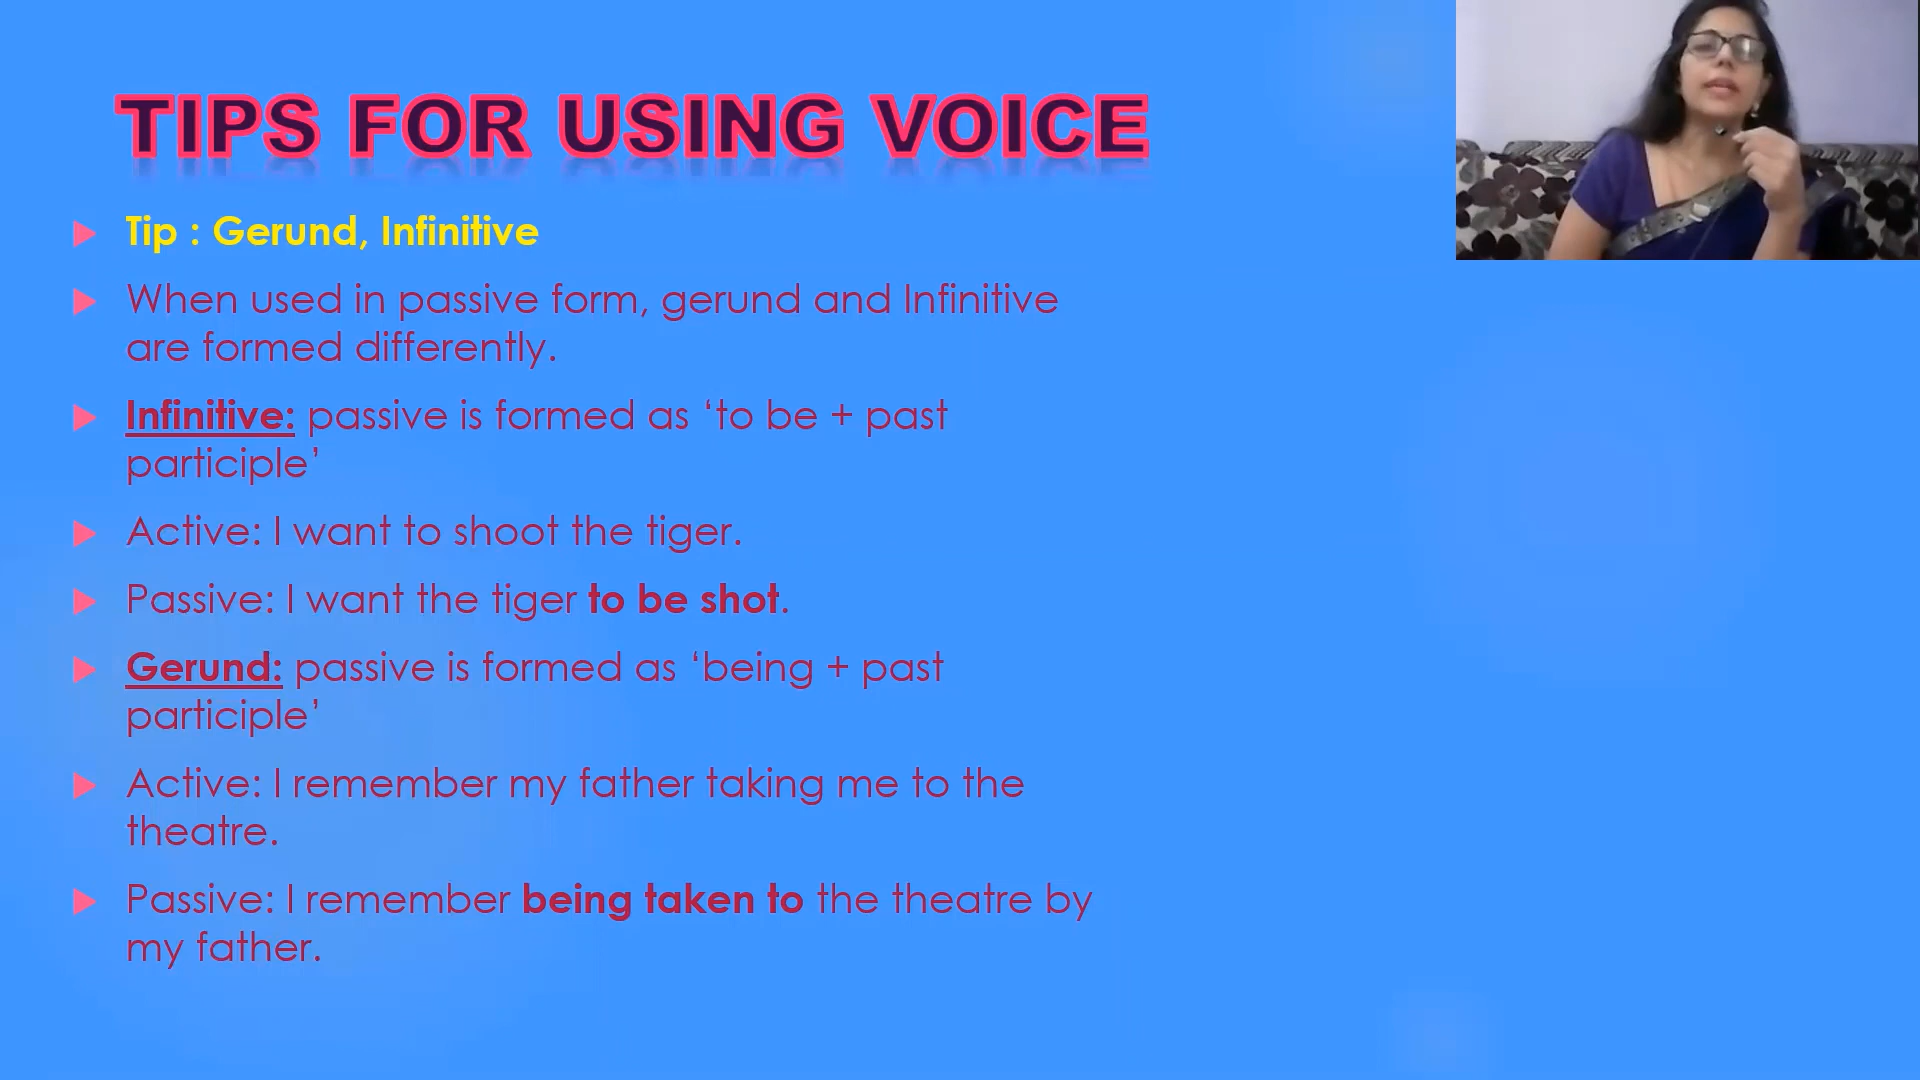 TIPS FOR USING VOICE
Tip : Gerund, Infinitive
When used in passive form, gerund and Infinitive
are formed differently.
Infinitive: passive is formed as ‘to be + past
participle’
Active: I want to shoot the tiger.
Passive: I want the tiger to be shot.
Gerund: passive is formed as ‘being + past
participle’
Active: I remember my father taking me to the
theatre.
Passive: I remember being taken to the theatre by
my father.